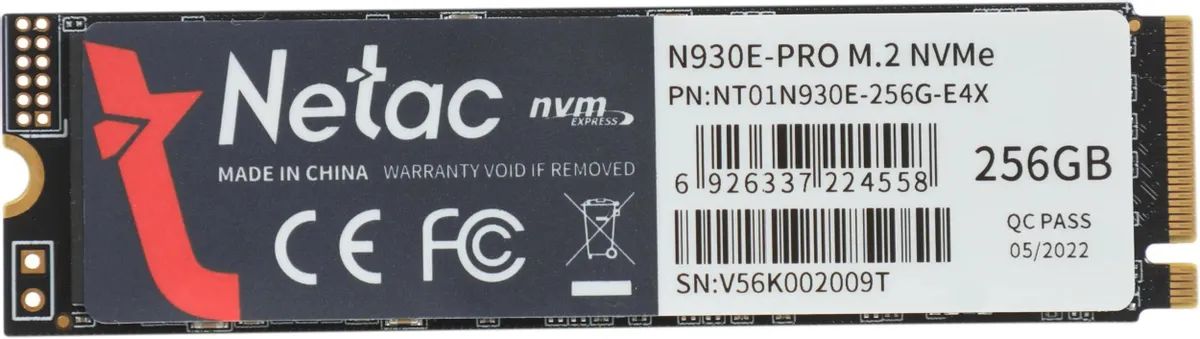 Netac
nvm
EXPRESS
MADE IN CHINA WARRANTY VOID IF REMOVED
CE FC
N930E-PRO M.2 NVMe
PN:NT01N930E-256G-E4X
6 926337 224558
256GB
QC PASS
05/2022
SN:V56K002009T